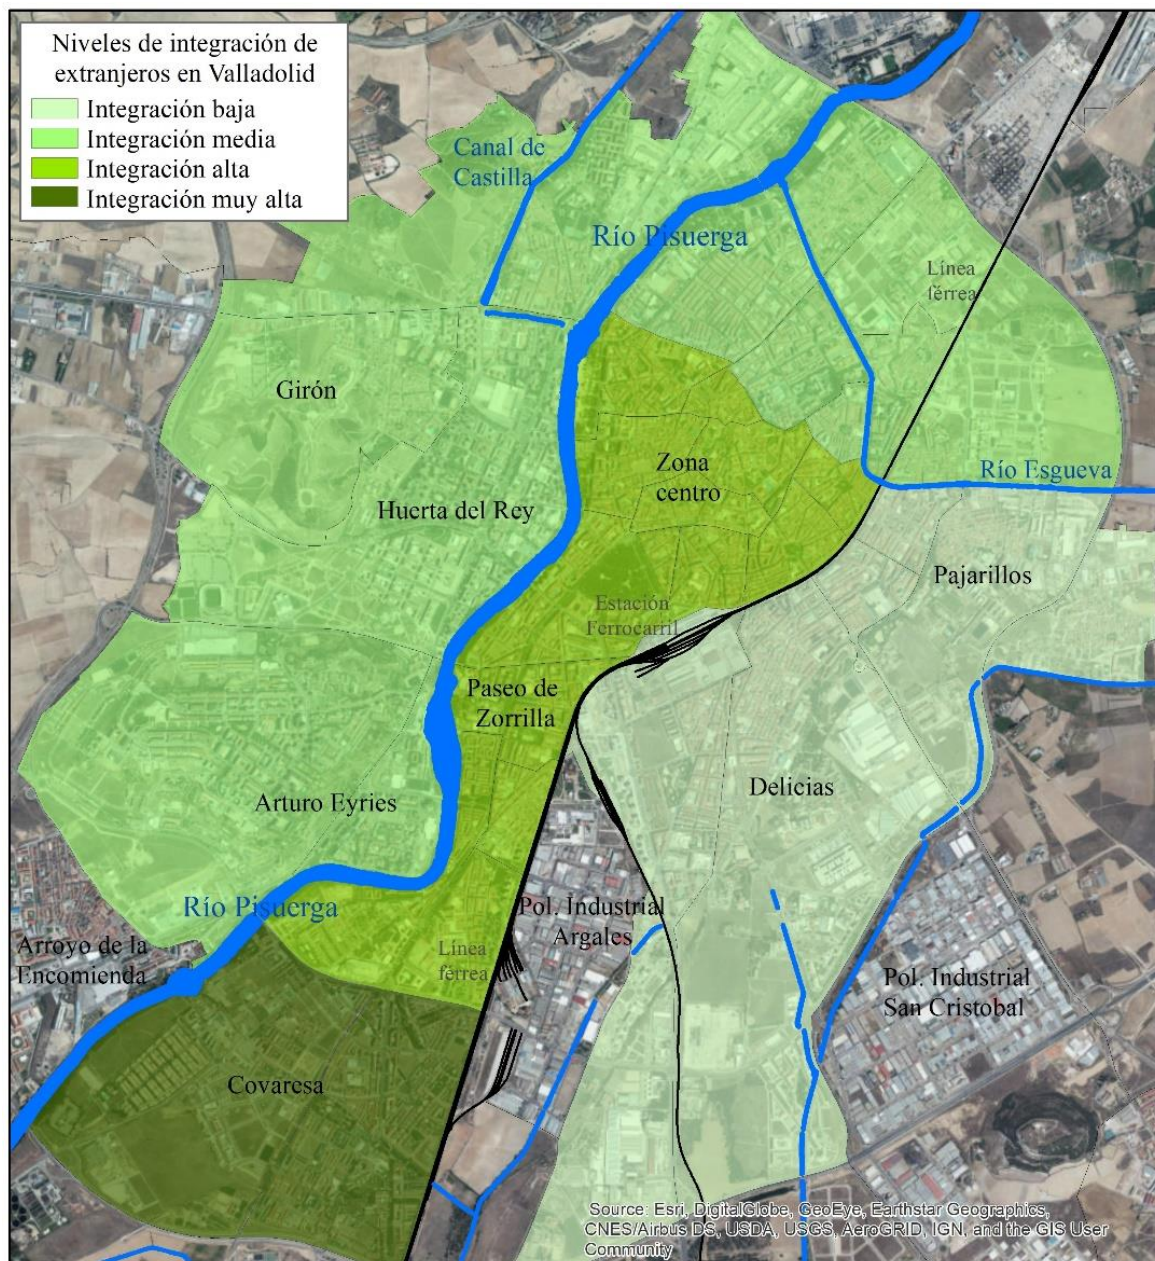 Niveles de integración de
extranjeros en Valladolid
Integración baja
Integración media
Integración alta
Integración muy alta
Canal de
Castilla
Río Pisuerga
Línea
férrea
Girón
Zona
centro
Río Esgueva
Huerta del Rey
Pajarillos
Estación
Ferrocarril
Paseo de
Zorrilla
Delicias
Arturo Eyries
Río Pisuerga
Pol. Industrial
Argales
Arroyo de la
Encomienda
Línea
férrea
Pol. Industrial
San Cristobal
Covaresa
Source: Esri, DigitalGlobe, GeoEye, Earthstar Geographics,
CNES/Airbus DS, USDA, USGS, AeroGRID, IGN, and the GIS User
Community